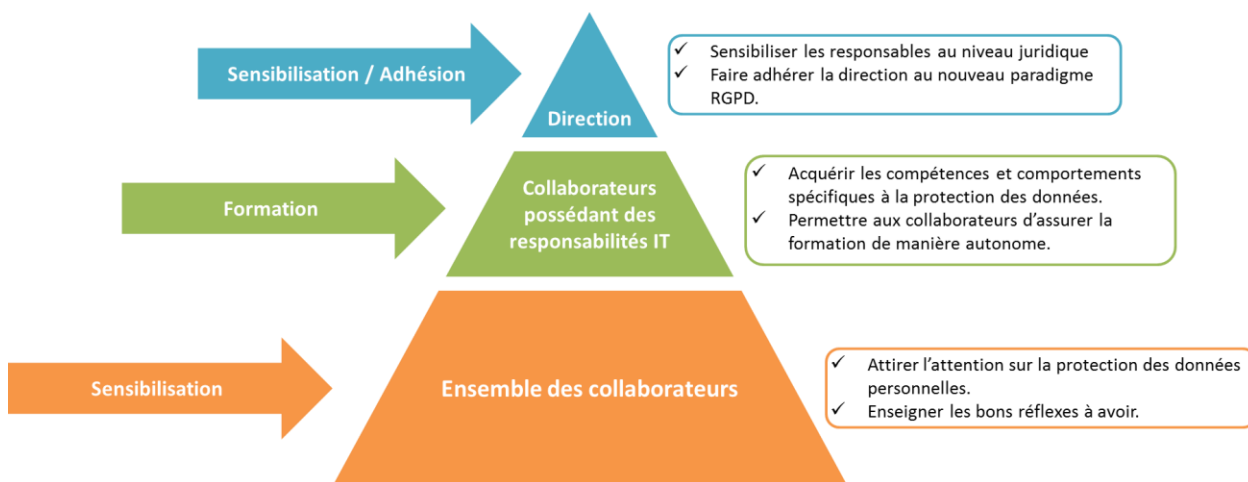 Sensibilisation / Adhésion
Direction
✓ Sensibiliser les responsables au niveau juridique
✓ Faire adhérer la direction au nouveau paradigme
RGPD.
Formation
Collaborateurs
possédant des
responsabilités IT
✓ Acquérir les compétences et comportements
spécifiques à la protection des données.
✓ Permettre aux collaborateurs d’assurer la
formation de manière autonome.
Sensibilisation
Ensemble des collaborateurs
✓ Attirer l’attention sur la protection des données
personnelles.
✓ Enseigner les bons réflexes à avoir.